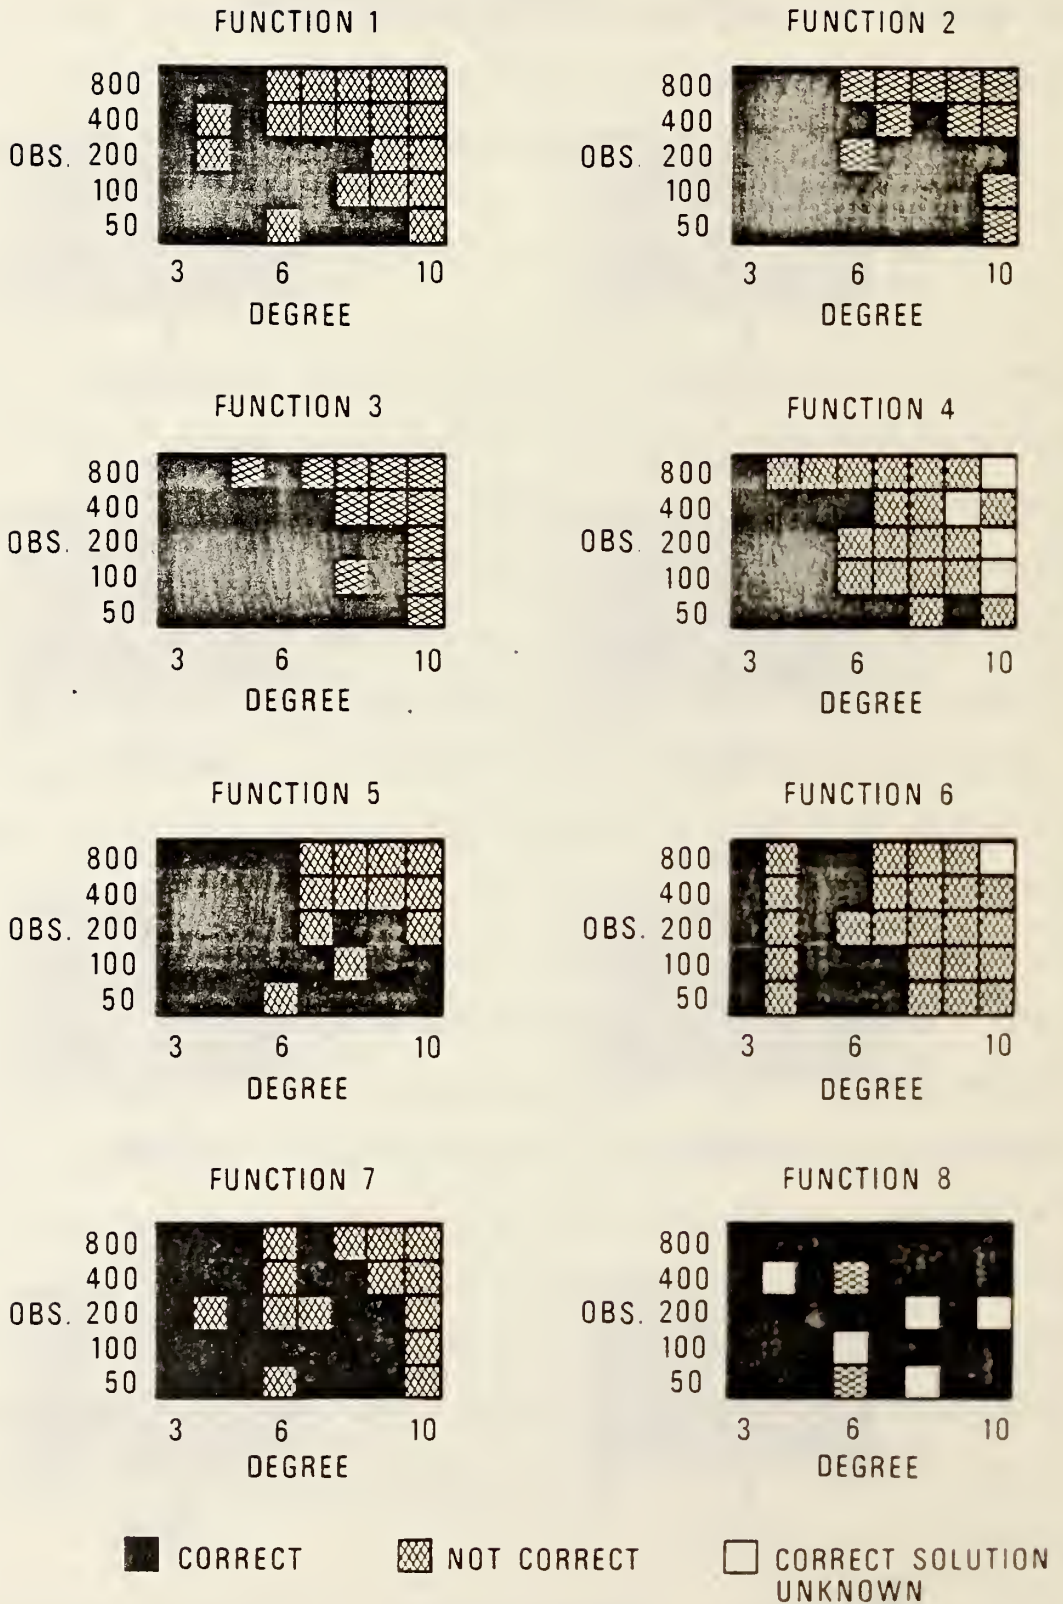 FUNCTION 1
800
400
OBS. 200
100
50
3 6 10
DEGREE
FUNCTION 2
800
400
OBS. 200
100
50
3 6 10
DEGREE
FUNCTION 3
800
400
OBS. 200
100
50
3 6 10
DEGREE
FUNCTION 4
800
400
OBS. 200
100
50
3 6 10
DEGREE
FUNCTION 5
800
400
OBS. 200
100
50
3 6 10
DEGREE
FUNCTION 6
800
400
OBS. 200
100
50
3 6 10
DEGREE
FUNCTION 7
800
400
OBS. 200
100
50
3 6 10
DEGREE
FUNCTION 8
800
400
OBS. 200
100
50
3 6 10
DEGREE
CORRECT
NOT CORRECT
CORRECT SOLUTION
UNKNOWN